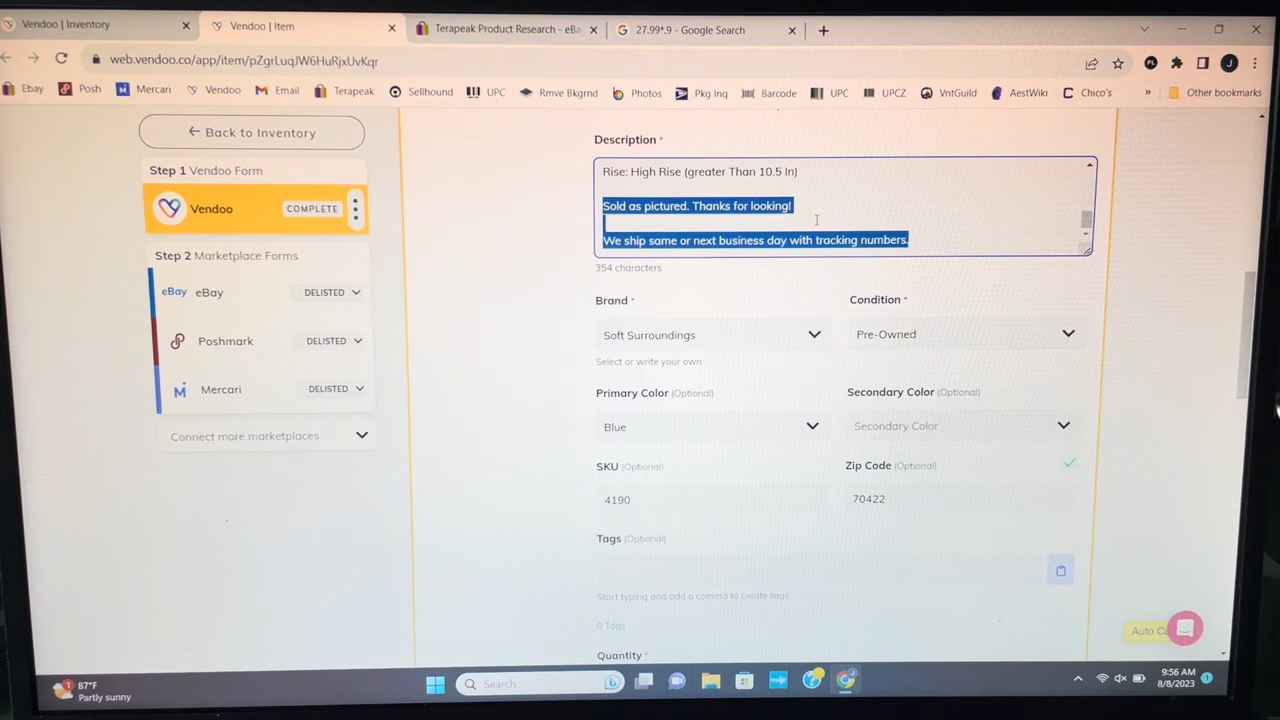 Vendoo | Inventory
Vendoo | Item
Terapeak Product Research - eBa
27.99*.9 - Google Search
web.vendoo.co/app/item/pZgrLuqJW6HuRjxUvKqr
Ebay
Posh
Mercari
Vendoo
Email
Terapeak
Sellhound
UPC
Rmve Bkgrnd
Photos
Pkg Inq
Barcode
UPC
UPCZ
VntGuild
AestWiki
Chico's
»
Other bookmarks
← Back to Inventory
Step 1 Vendoo Form
Vendoo COMPLETE
Step 2 Marketplace Forms
eBay eBay DELISTED
Poshmark DELISTED
Mercari DELISTED
Connect more marketplaces
Description *
Rise: High Rise (greater Than 10.5 In)
Sold as pictured. Thanks for looking!
We ship same or next business day with tracking numbers.
354 characters
Brand * Condition *
Soft Surroundings Pre-Owned
Select or write your own
Primary Color (Optional) Secondary Color (Optional)
Blue Secondary Color
SKU (Optional) Zip Code (Optional)
4190 70422
Tags (Optional)
Start typing and add a comma to create tags
0 Tags
Quantity *
Auto
87°F
Partly sunny
Search
9:56 AM
8/8/2023